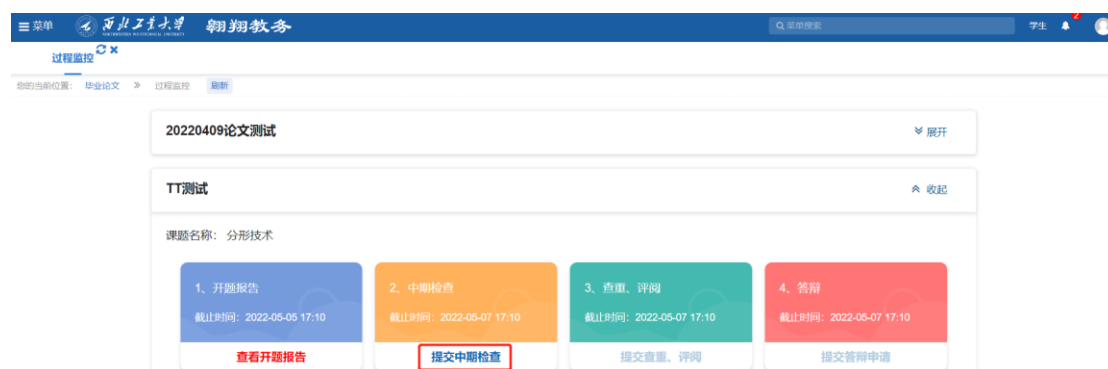 菜单 西北工业大学 翱翔教务 菜单搜索 学生 2
过程监控
您的当前位置: 毕业论文 » 过程监控 刷新
20220409论文测试 展开
TT测试 收起
课题名称: 分形技术
1、开题报告 2、中期检查 3、查重、评阅 4、答辩
截止时间: 2022-05-05 17:10 截止时间: 2022-05-07 17:10 截止时间: 2022-05-07 17:10 截止时间: 2022-05-07 17:10
查看开题报告 提交中期检查 提交查重、评阅 提交答辩申请